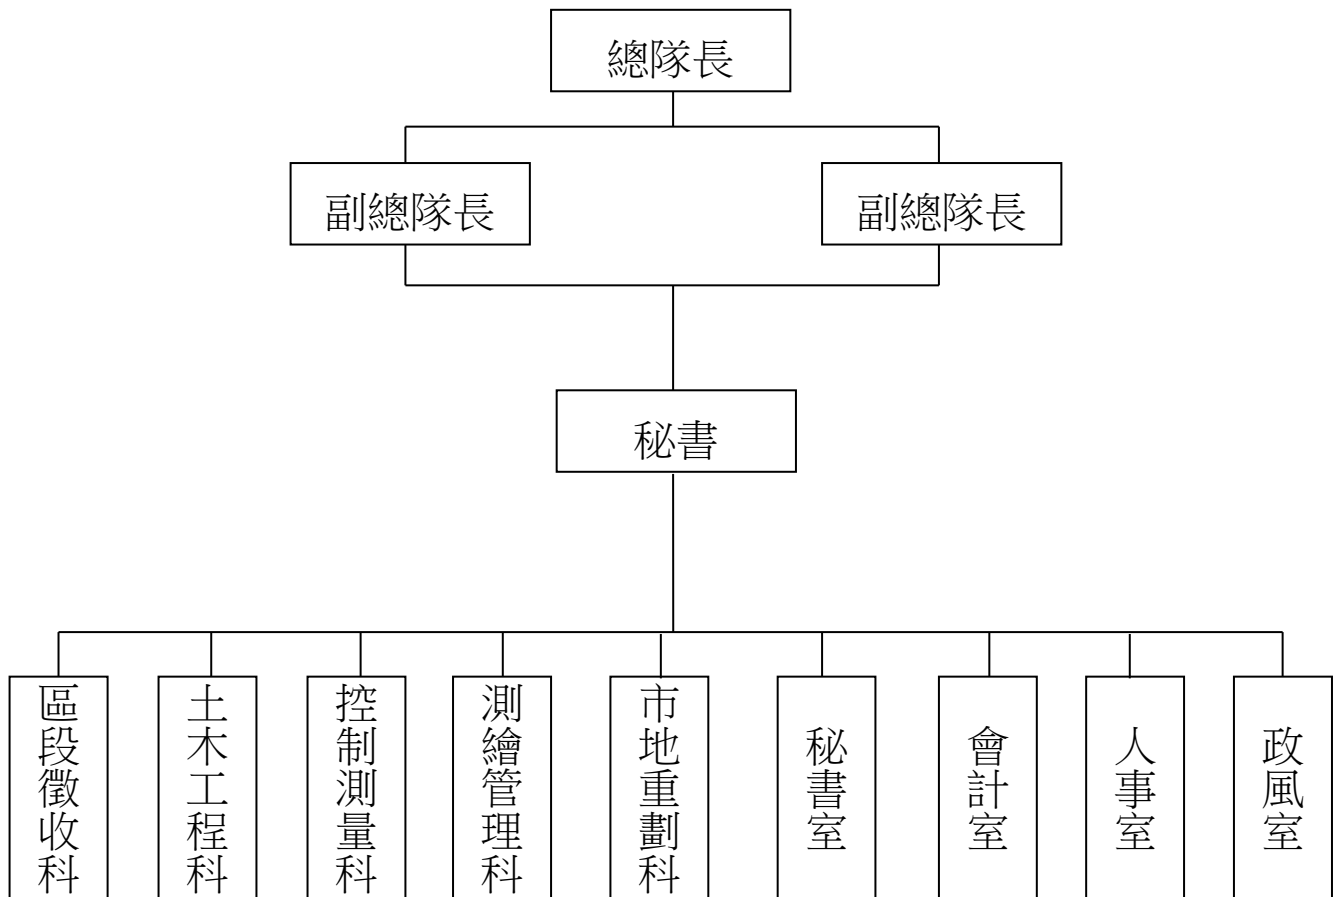 總隊長
副總隊長
副總隊長
秘書
區段徵收科
土木工程科
控制測量科
測繪管理科
市地重劃科
秘書室
會計室
人事室
政風室